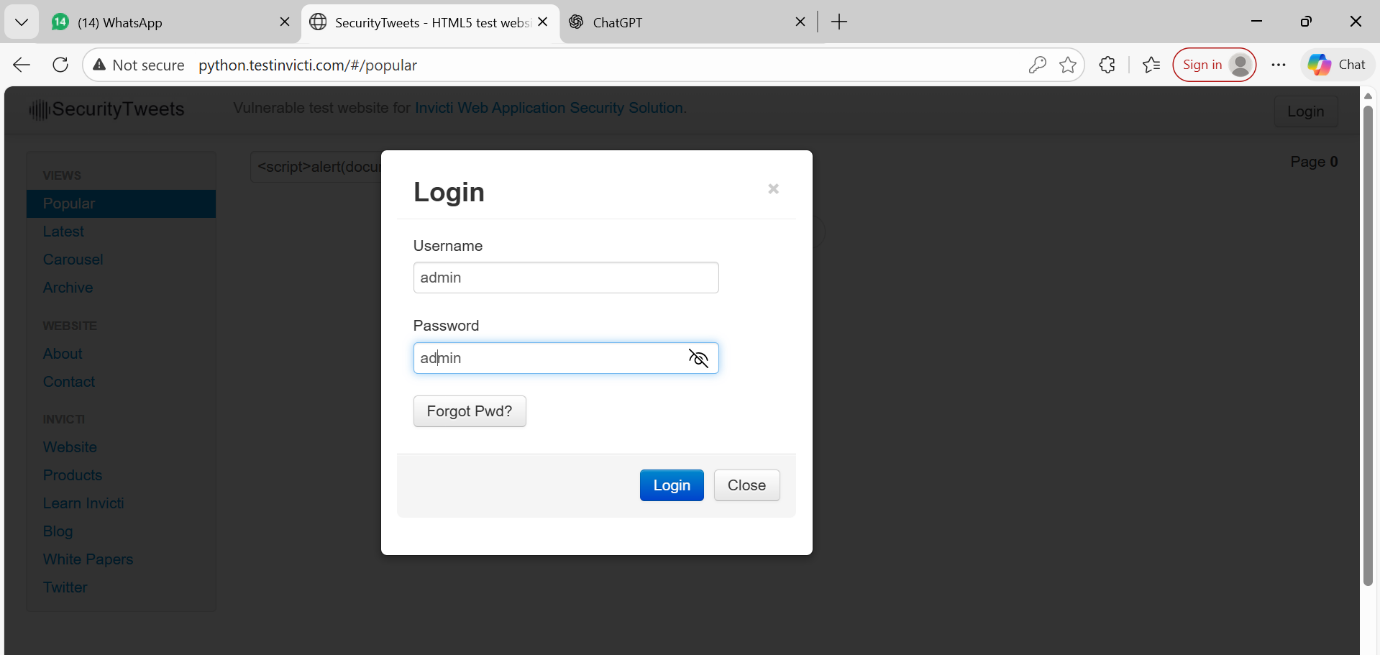 14 (14) WhatsApp
SecurityTweets - HTML5 test webs
ChatGPT
Not secure python.testinvicti.com/#/popular
Sign in
Chat
SecurityTweets
Vulnerable test website for Invicti Web Application Security Solution.
Login
VIEWS
Popular
Latest
Carousel
Archive
WEBSITE
About
Contact
INVICTI
Website
Products
Learn Invicti
Blog
White Papers
Twitter
<script>alert(docu
Page 0
Login
Username
admin
Password
admin
Forgot Pwd?
Login Close